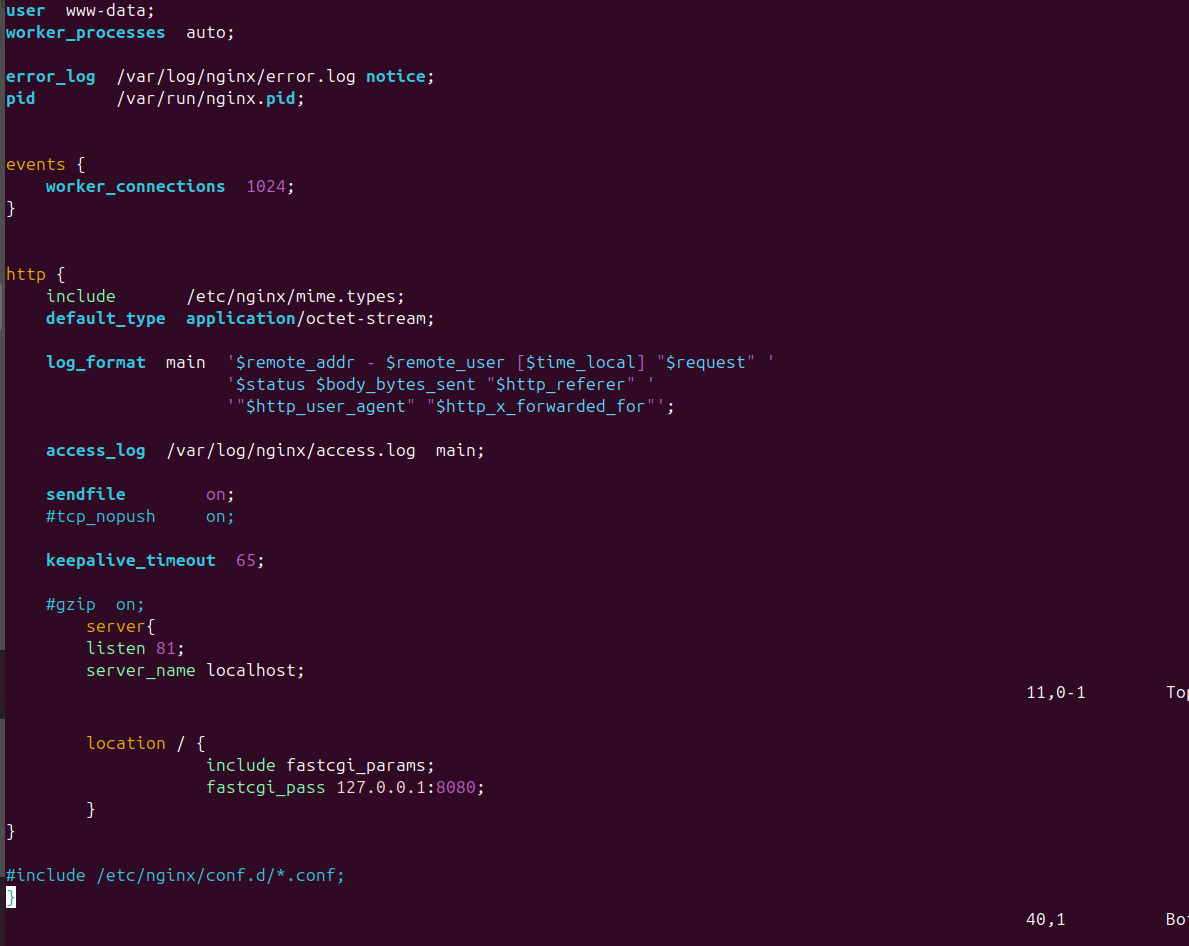 user  www-data;
worker_processes  auto;
error_log  /var/log/nginx/error.log notice;
pid        /var/run/nginx.pid;
events {
    worker_connections  1024;
}
http {
    include       /etc/nginx/mime.types;
    default_type  application/octet-stream;
    log_format  main  '$remote_addr - $remote_user [$time_local] "$request" '
                      '$status $body_bytes_sent "$http_referer" '
                      '"$http_user_agent" "$http_x_forwarded_for"';
    access_log  /var/log/nginx/access.log  main;
    sendfile        on;
    #tcp_nopush     on;
    keepalive_timeout  65;
    #gzip  on;
        server{
        listen 81;
        server_name localhost;
11,0-1        Top
        location / {
                    include fastcgi_params;
                    fastcgi_pass 127.0.0.1:8080;
        }
}
#include /etc/nginx/conf.d/*.conf;
}
40,1